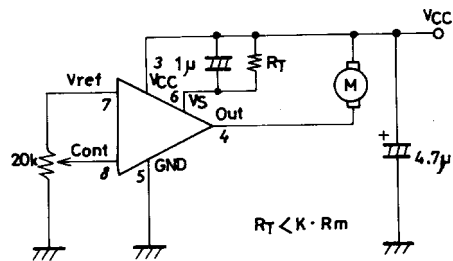 VCC
3
1μ
RT
VCC
6
VS
M
Vref
7
Out
4
20k
Cont
8
5
GND
+
4.7μ
RT < K · Rm